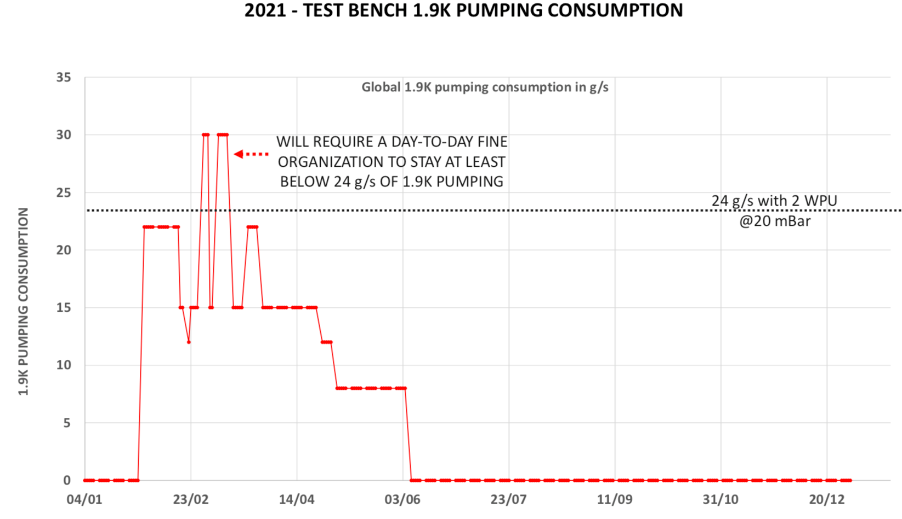 2021 - TEST BENCH 1.9K PUMPING CONSUMPTION
35
Global 1.9K pumping consumption in g/s
30
WILL REQUIRE A DAY-TO-DAY FINE
ORGANIZATION TO STAY AT LEAST
BELOW 24 g/s OF 1.9K PUMPING
25
24 g/s with 2 WPU
@20 mBar
20
15
10
5
0
1.9K PUMPING CONSUMPTION
04/01 23/02 14/04 03/06 23/07 11/09 31/10 20/12